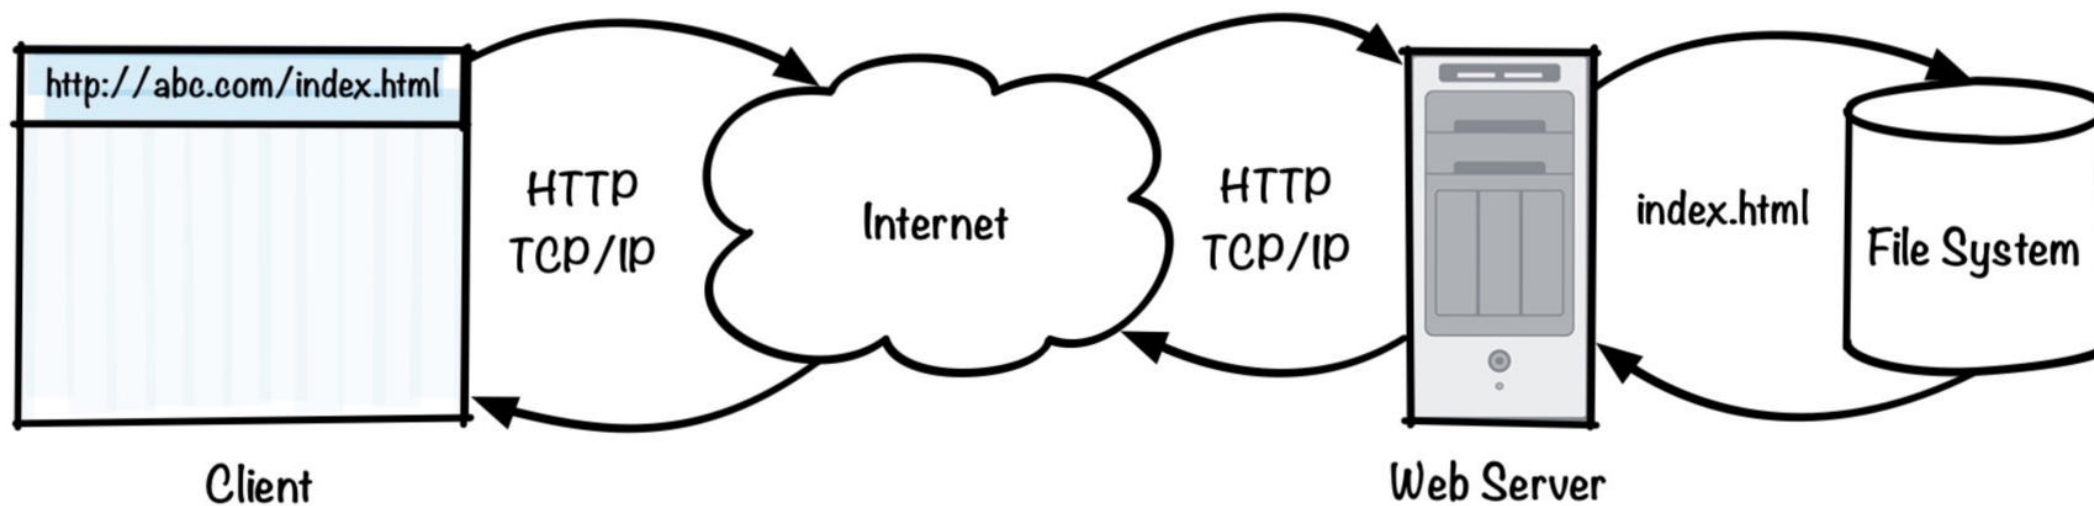 http://abc.com/index.html
HTTP
TCP/IP
Internet
HTTP
TCP/IP
index.html
File System
Client
Web Server